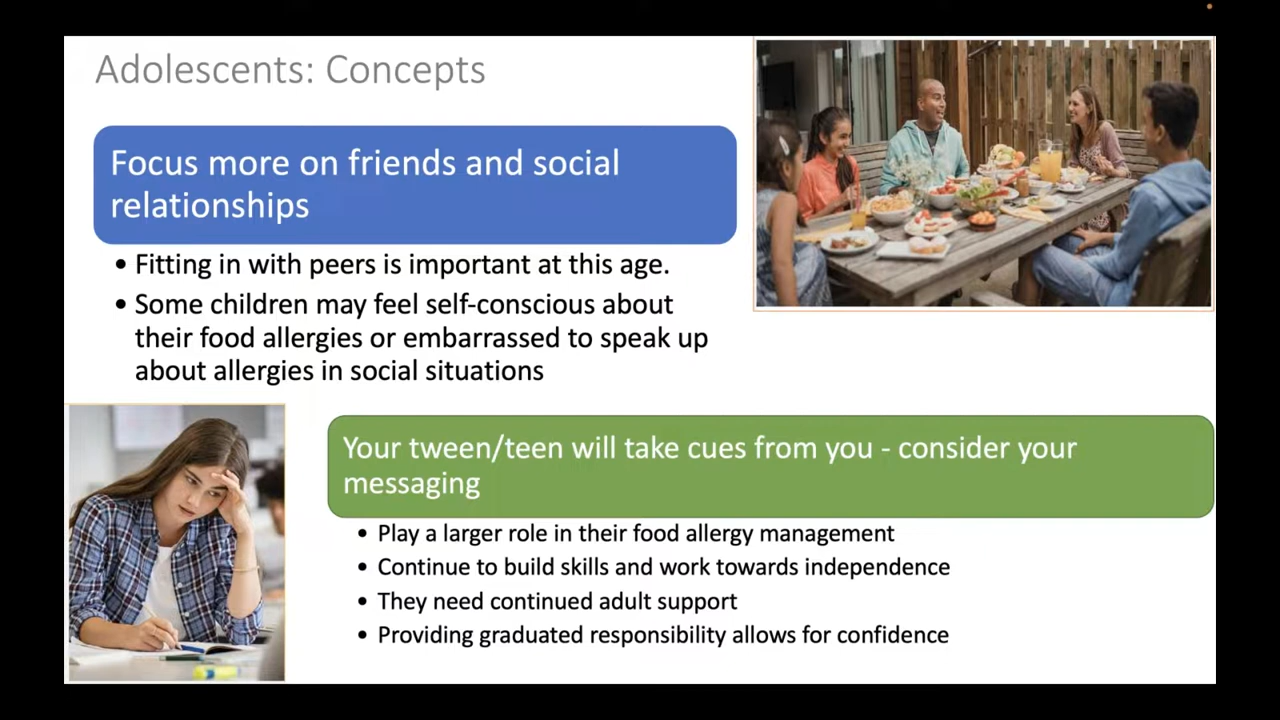 Adolescents: Concepts
Focus more on friends and social
relationships
• Fitting in with peers is important at this age.
• Some children may feel self-conscious about
their food allergies or embarrassed to speak up
about allergies in social situations
Your tween/teen will take cues from you - consider your
messaging
• Play a larger role in their food allergy management
• Continue to build skills and work towards independence
• They need continued adult support
• Providing graduated responsibility allows for confidence